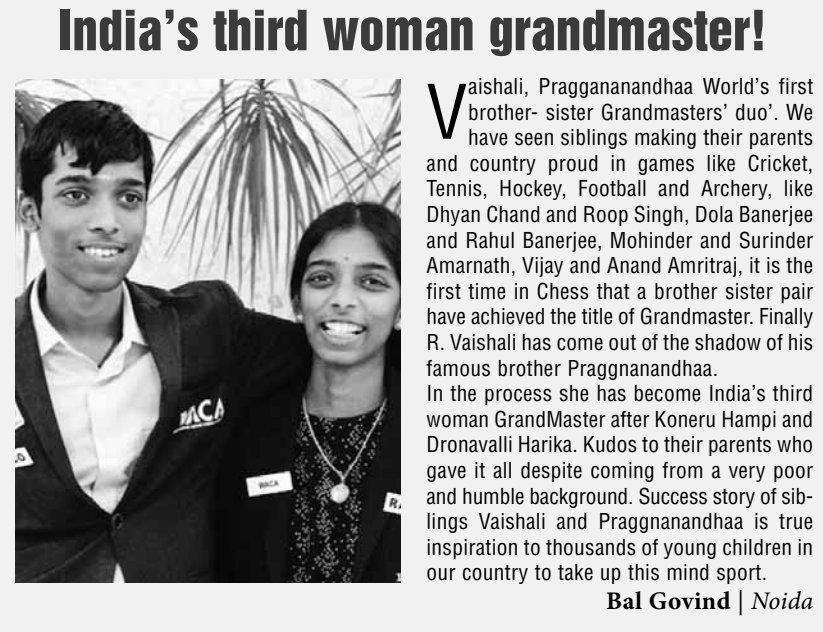 India's third woman grandmaster!
Vaishali, Praggananandhaa World's first
brother- sister Grandmasters' duo'. We
have seen siblings making their parents
and country proud in games like Cricket,
Tennis, Hockey, Football and Archery, like
Dhyan Chand and Roop Singh, Dola Banerjee
and Rahul Banerjee, Mohinder and Surinder
Amarnath, Vijay and Anand Amritraj, it is the
first time in Chess that a brother sister pair
have achieved the title of Grandmaster. Finally
R. Vaishali has come out of the shadow of his
famous brother Praggnanandhaa.
In the process she has become India's third
woman GrandMaster after Koneru Hampi and
Dronavalli Harika. Kudos to their parents who
gave it all despite coming from a very poor
and humble background. Success story of sib-
lings Vaishali and Praggnanandhaa is true
inspiration to thousands of young children in
our country to take up this mind sport.
Bal Govind | Noida
MACA